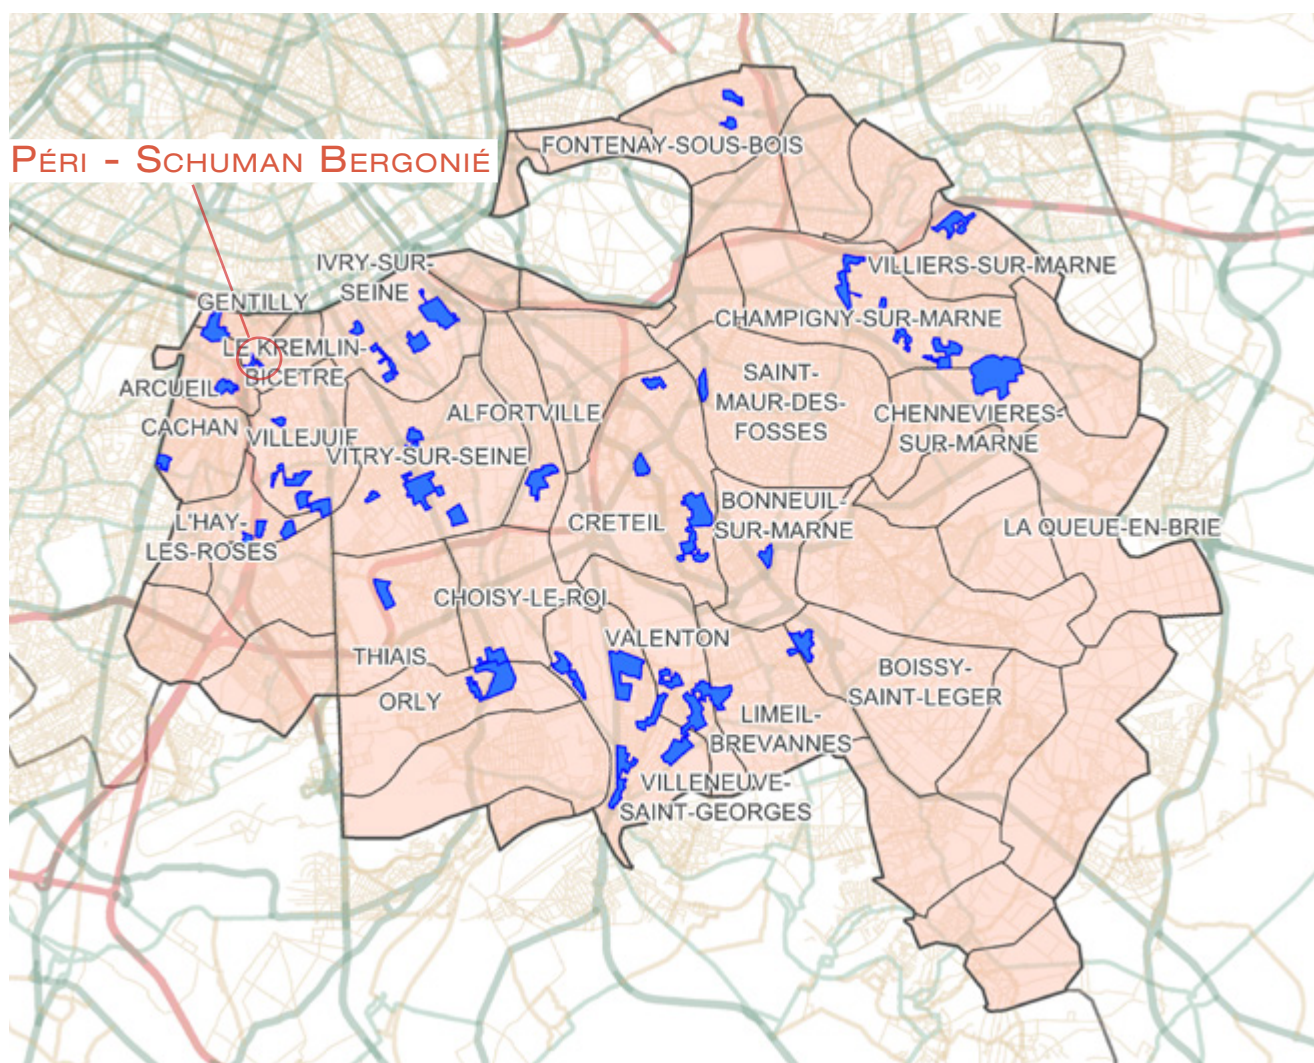 FONTENAY-SOUS-BOIS
PÉRI - SCHUMAN BERGONIÉ
IVRY-SUR-
SEINE
VILLIERS-SUR-MARNE
GENTILLY
CHAMPIGNY-SUR-MARNE
LE KREMLIN-
BICETRE
ARCUEIL
SAINT-
MAUR-DES-
FOSSES
ALFORTVILLE
CHENNEVIERES-
SUR-MARNE
CACHAN
VILLEJUIF
VITRY-SUR-SEINE
BONNEUIL-
SUR-MARNE
L'HAY-
LES-ROSES
CRETEIL
LA QUEUE-EN-BRIE
CHOISY-LE-ROI
VALENTON
THIAIS
BOISSY-
SAINT-LEGER
ORLY
LIMEIL-
BREVANNES
VILLENEUVE-
SAINT-GEORGES